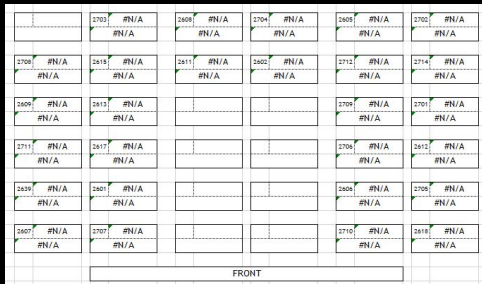 2703 #N/A 2608 #N/A 2704 #N/A 2605 #N/A 2702 #N/A
#N/A #N/A #N/A #N/A #N/A
2708 #N/A 2615 #N/A 2611 #N/A 2602 #N/A 2712 #N/A 2714 #N/A
#N/A #N/A #N/A #N/A #N/A #N/A
2609 #N/A 2613 #N/A 2709 #N/A 2701 #N/A
#N/A #N/A #N/A #N/A
2711 #N/A 2617 #N/A 2706 #N/A 2612 #N/A
#N/A #N/A #N/A #N/A
2639 #N/A 2601 #N/A 2606 #N/A 2705 #N/A
#N/A #N/A #N/A #N/A
2607 #N/A 2707 #N/A 2710 #N/A 2618 #N/A
#N/A #N/A #N/A #N/A
FRONT